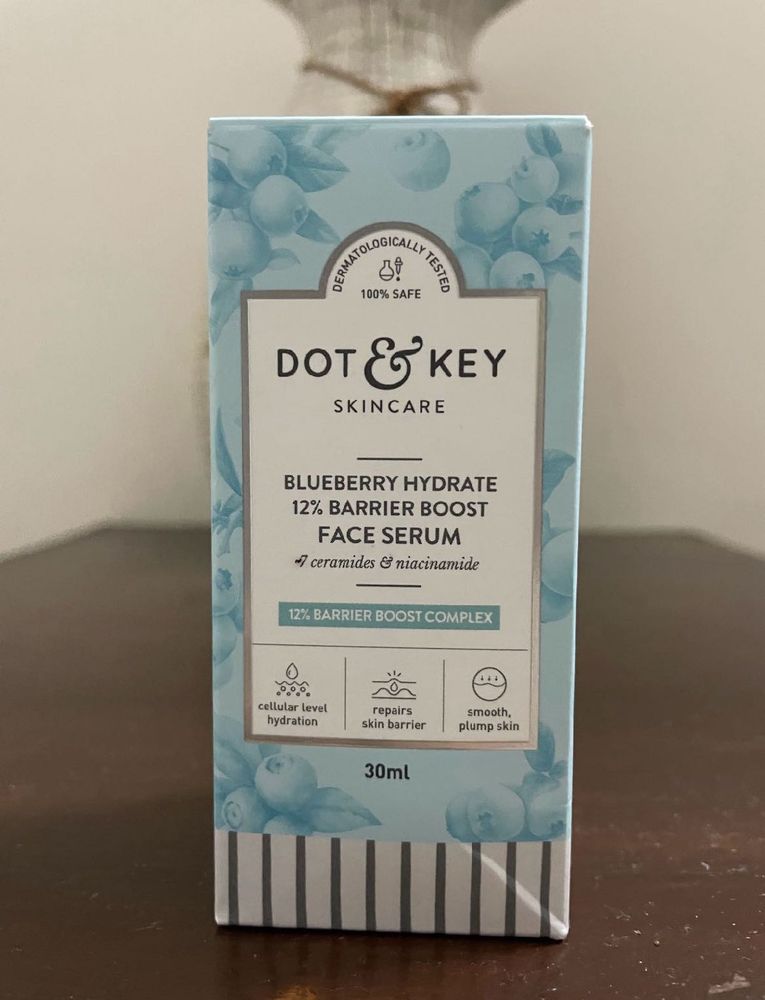 DERMATOLOGICALLY TESTED
100% SAFE
DOT & KEY
SKINCARE
BLUEBERRY HYDRATE
12% BARRIER BOOST
FACE SERUM
7 ceramides & niacinamide
12% BARRIER BOOST COMPLEX
cellular level
hydration
repairs
skin barrier
smooth,
plump skin
30ml